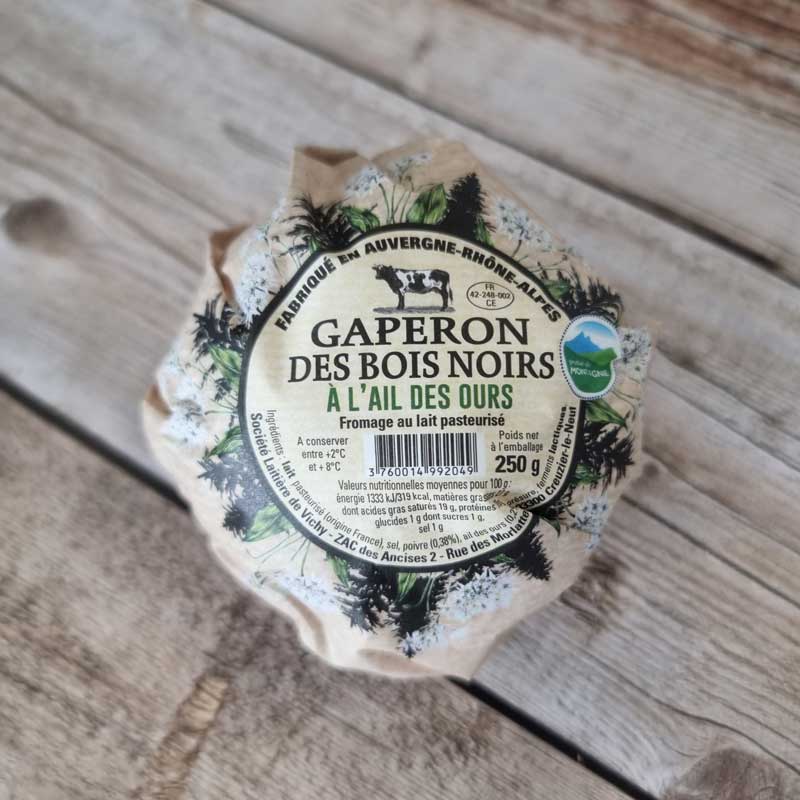 FABRIQUÉ EN AUVERGNE-RHÔNE-ALPES
FR
42-248-002
CE
GAPERON
DES BOIS NOIRS
À L'AIL DES OURS
Fromage au lait pasteurisé
MONTAGNE
A conserver
entre +2°C
et + 8°C
3 760014 992049
Poids net
à l'emballage
250 g
Valeurs nutritionnelles moyennes pour 100g :
énergie 1333 kJ/319 kcal, matières
dont acides gras saturés 19 g, protéines
glucides 1 g dont sucres 1 g,
sel 1 g
Ingrédients : lait pasteurisé (origine France), sel, poivre (0,38%), ail des ours présure, ferments lactiques
Société Laitière de Vichy - ZAC des Ancises 2 - Rue des Creuzier-le-Neuf